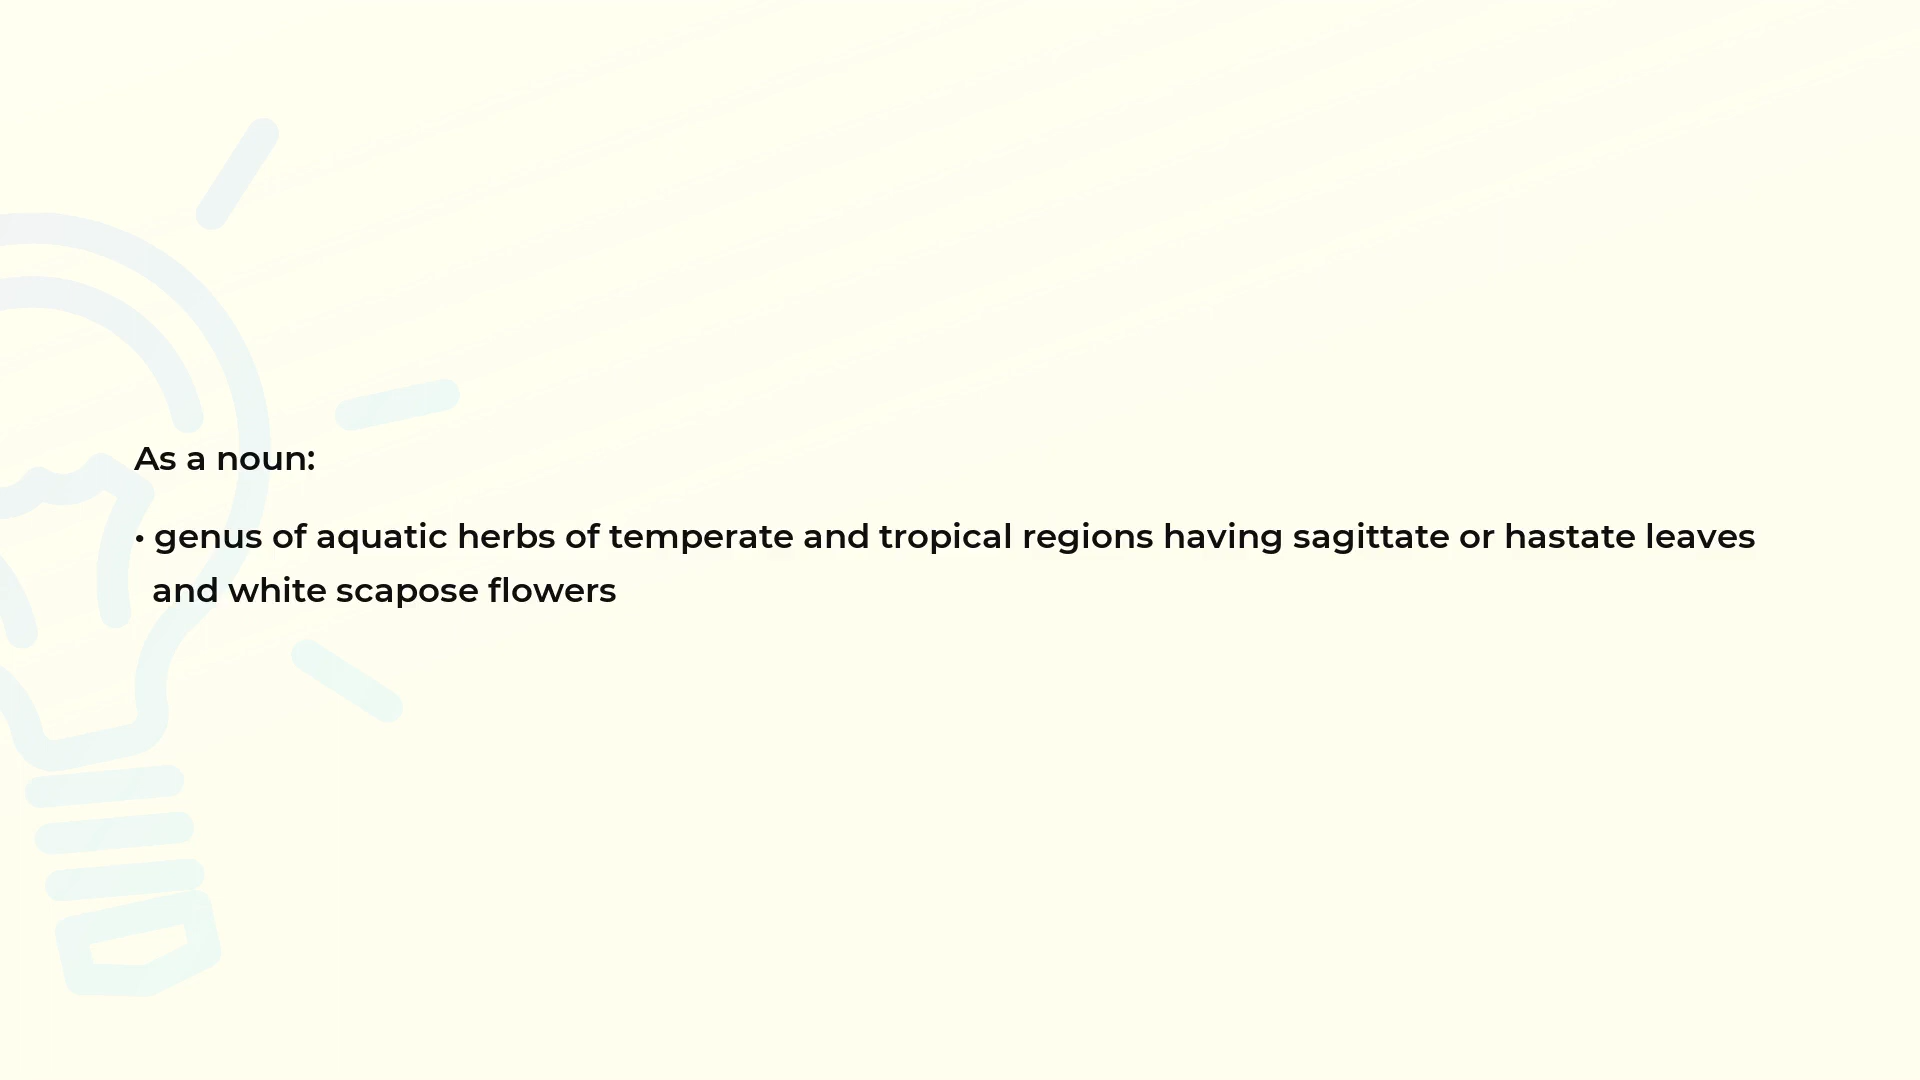 As a noun:
• genus of aquatic herbs of temperate and tropical regions having sagittate or hastate leaves
and white scapose flowers